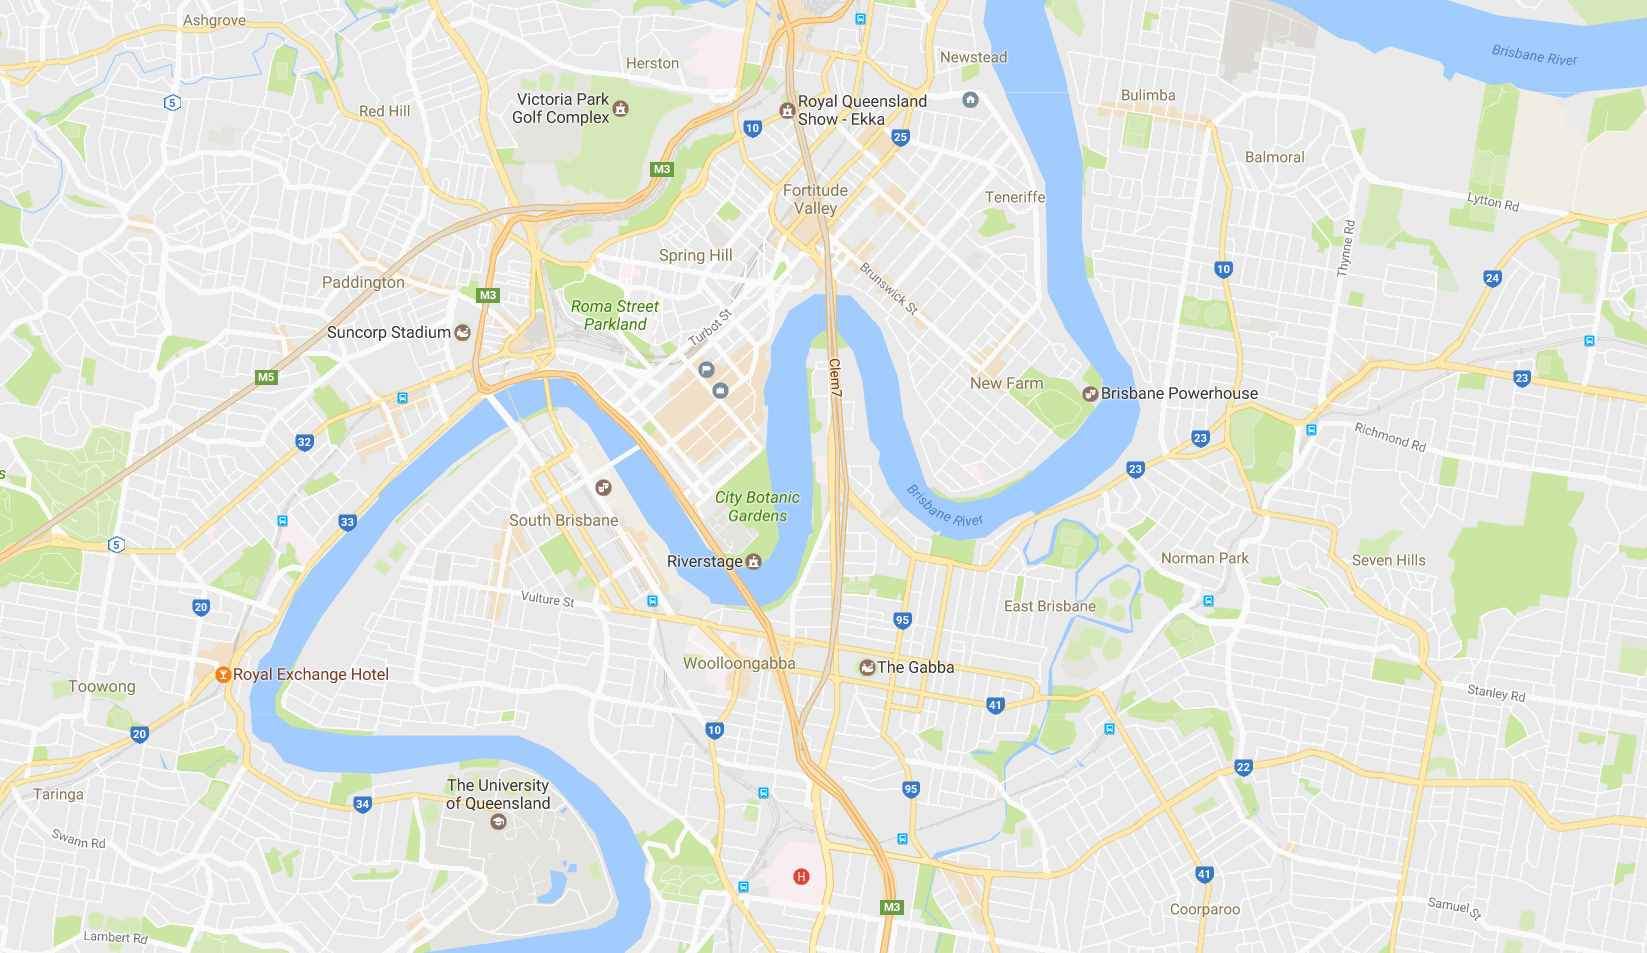 Ashgrove
Herston
Newstead
Brisbane River
5
Red Hill
Victoria Park
Golf Complex
Royal Queensland
Show - Ekka
10
25
Bulimba
Balmoral
M3
Fortitude
Valley
Teneriffe
Lytton Rd
Spring Hill
Thynne Rd
10
24
Paddington
M3
Roma Street
Parkland
Brunswick St
Turbot St
Suncorp Stadium
M5
Clem7
New Farm
Brisbane Powerhouse
23
32
23
23
Richmond Rd
s
33
5
South Brisbane
City Botanic
Gardens
Brisbane River
Riverstage
Norman Park
Seven Hills
20
Vulture St
95
East Brisbane
Royal Exchange Hotel
Toowong
Woolloongabba
The Gabba
Stanley Rd
41
20
10
22
Taringa
The University
of Queensland
34
95
Swann Rd
H
41
M3
Coorparoo
Samuel St
Lambert Rd